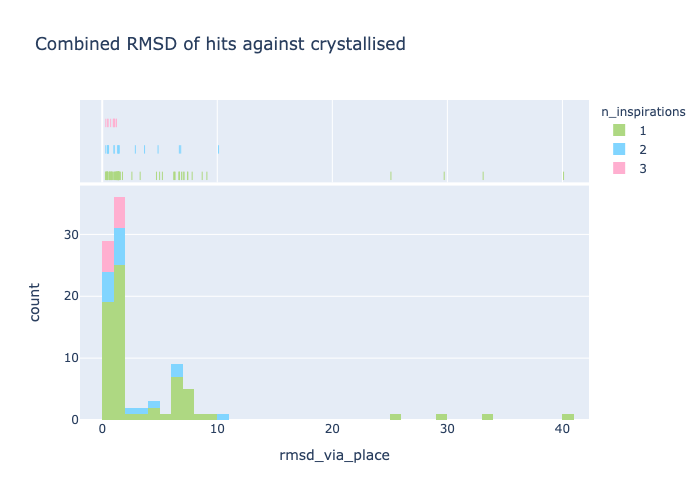 Combined RMSD of hits against crystallised
n_inspirations
1
2
3
30
20
10
0
count
0 10 20 30 40
rmsd_via_place